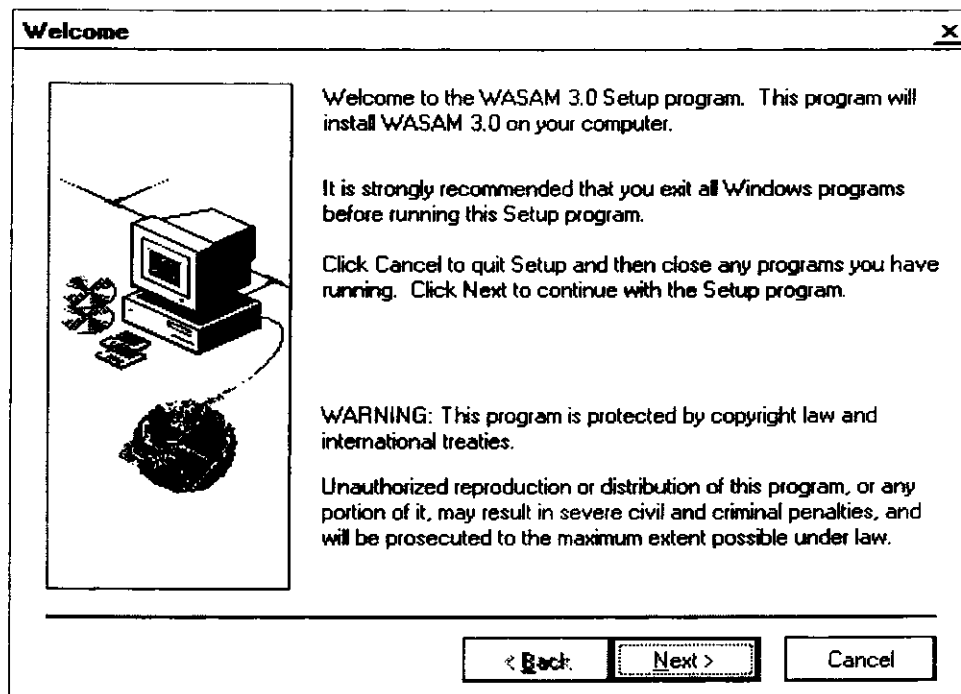 Welcome x
Welcome to the WASAM 3.0 Setup program. This program will
install WASAM 3.0 on your computer.
It is strongly recommended that you exit all Windows programs
before running this Setup program.
Click Cancel to quit Setup and then close any programs you have
running. Click Next to continue with the Setup program.
WARNING: This program is protected by copyright law and
international treaties.
Unauthorized reproduction or distribution of this program, or any
portion of it, may result in severe civil and criminal penalties, and
will be prosecuted to the maximum extent possible under law.
< Back Next > Cancel